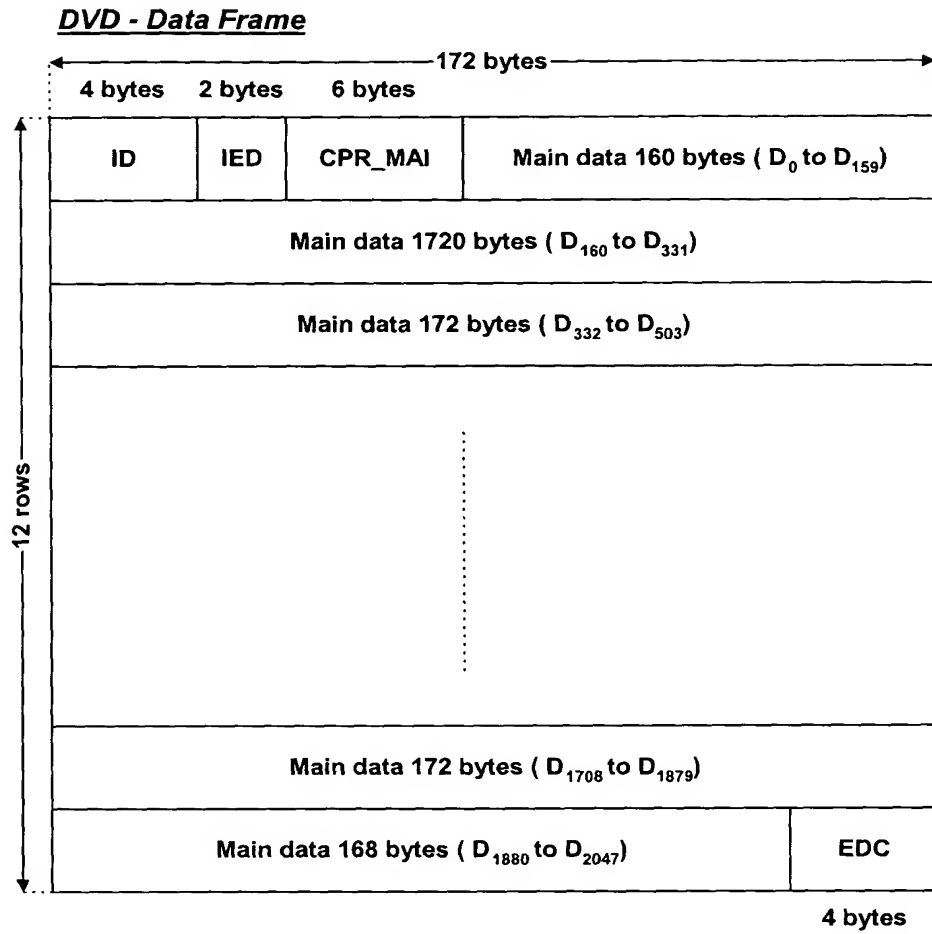 DVD - Data Frame
172 bytes
4 bytes 2 bytes 6 bytes
ID IED CPR_MAI Main data 160 bytes ( D0 to D159)
Main data 1720 bytes ( D160 to D331)
Main data 172 bytes ( D332 to D503)
12 rows
Main data 172 bytes ( D1708 to D1879)
Main data 168 bytes ( D1880 to D2047) EDC
4 bytes